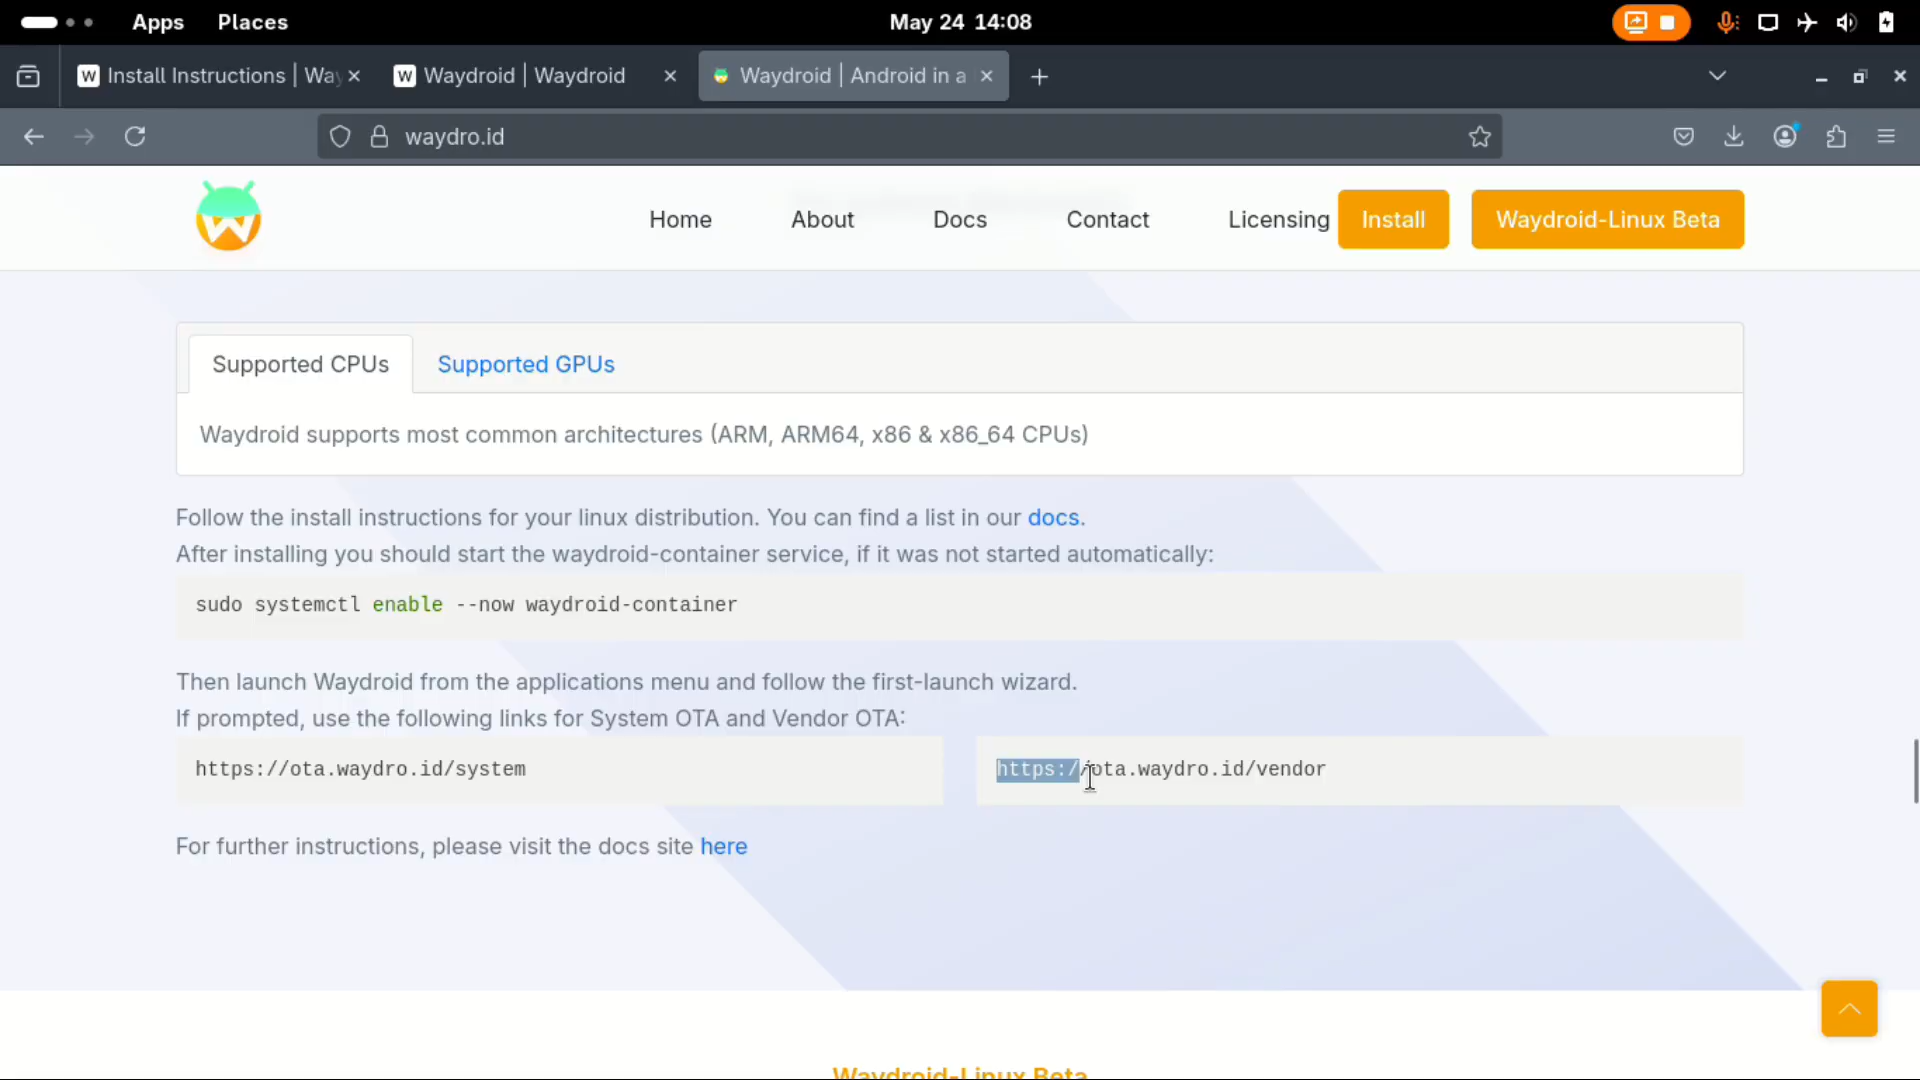 Apps Places May 24 14:08
Install Instructions | Way Waydroid | Waydroid Waydroid | Android in a
waydro.id
Home About Docs Contact Licensing Install Waydroid-Linux Beta
Supported CPUs Supported GPUs
Waydroid supports most common architectures (ARM, ARM64, x86 & x86_64 CPUs)
Follow the install instructions for your linux distribution. You can find a list in our docs.
After installing you should start the waydroid-container service, if it was not started automatically:
sudo systemctl enable --now waydroid-container
Then launch Waydroid from the applications menu and follow the first-launch wizard.
If prompted, use the following links for System OTA and Vendor OTA:
https://ota.waydro.id/system https://ota.waydro.id/vendor
For further instructions, please visit the docs site here
Waydroid-Linux Beta